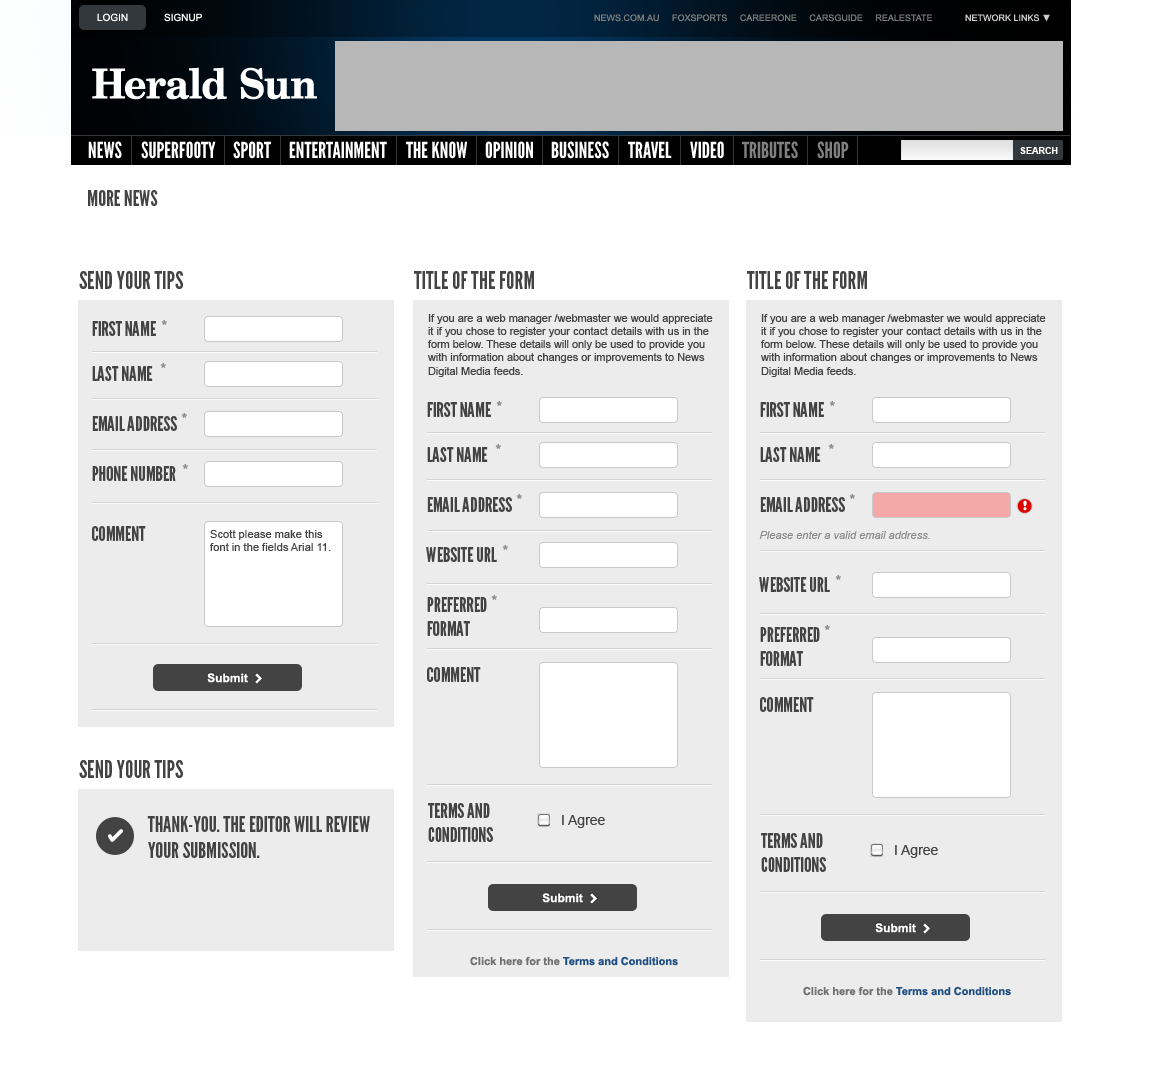 LOGIN SIGNUP NEWS.COM.AU FOXSPORTS CAREERONE CARSGUIDE REALESTATE NETWORK LINKS ▼
Herald Sun
NEWS SUPERFOOTY SPORT ENTERTAINMENT THE KNOW OPINION BUSINESS TRAVEL VIDEO TRIBUTES SHOP SEARCH
MORE NEWS
SEND YOUR TIPS
FIRST NAME *
LAST NAME *
EMAIL ADDRESS *
PHONE NUMBER *
COMMENT
Scott please make this
font in the fields Arial 11.
Submit
SEND YOUR TIPS
THANK-YOU. THE EDITOR WILL REVIEW
YOUR SUBMISSION.
TITLE OF THE FORM
If you are a web manager /webmaster we would appreciate
it if you chose to register your contact details with us in the
form below. These details will only be used to provide you
with information about changes or improvements to News
Digital Media feeds.
FIRST NAME *
LAST NAME *
EMAIL ADDRESS *
WEBSITE URL *
PREFERRED *
FORMAT
COMMENT
TERMS AND
CONDITIONS
I Agree
Submit
Click here for the Terms and Conditions
TITLE OF THE FORM
If you are a web manager /webmaster we would appreciate
it if you chose to register your contact details with us in the
form below. These details will only be used to provide you
with information about changes or improvements to News
Digital Media feeds.
FIRST NAME *
LAST NAME *
EMAIL ADDRESS *
Please enter a valid email address.
WEBSITE URL *
PREFERRED *
FORMAT
COMMENT
TERMS AND
CONDITIONS
I Agree
Submit
Click here for the Terms and Conditions